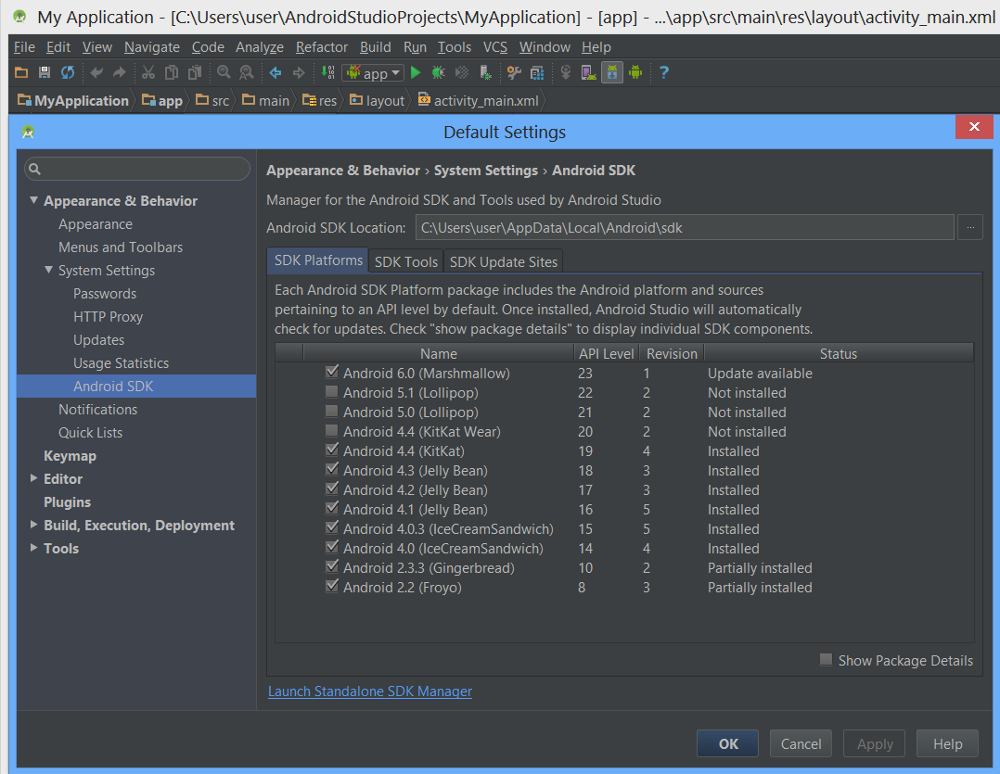 My Application - [C:\Users\user\AndroidStudioProjects\MyApplication] - [app] - ...\app\src\main\res\layout\activity_main.xml
File Edit View Navigate Code Analyze Refactor Build Run Tools VCS Window Help
app ?
MyApplication app src main res layout activity_main.xml
Default Settings
Appearance & Behavior
Appearance
Menus and Toolbars
System Settings
Passwords
HTTP Proxy
Updates
Usage Statistics
Android SDK
Notifications
Quick Lists
Keymap
Editor
Plugins
Build, Execution, Deployment
Tools
Appearance & Behavior › System Settings › Android SDK
Manager for the Android SDK and Tools used by Android Studio
Android SDK Location: C:\Users\user\AppData\Local\Android\sdk ...
SDK Platforms SDK Tools SDK Update Sites
Each Android SDK Platform package includes the Android platform and sources
pertaining to an API level by default. Once installed, Android Studio will automatically
check for updates. Check "show package details" to display individual SDK components.
Name API Level Revision Status
Android 6.0 (Marshmallow) 23 1 Update available
Android 5.1 (Lollipop) 22 2 Not installed
Android 5.0 (Lollipop) 21 2 Not installed
Android 4.4 (KitKat Wear) 20 2 Not installed
Android 4.4 (KitKat) 19 4 Installed
Android 4.3 (Jelly Bean) 18 3 Installed
Android 4.2 (Jelly Bean) 17 3 Installed
Android 4.1 (Jelly Bean) 16 5 Installed
Android 4.0.3 (IceCreamSandwich) 15 5 Installed
Android 4.0 (IceCreamSandwich) 14 4 Installed
Android 2.3.3 (Gingerbread) 10 2 Partially installed
Android 2.2 (Froyo) 8 3 Partially installed
Show Package Details
Launch Standalone SDK Manager
OK Cancel Apply Help